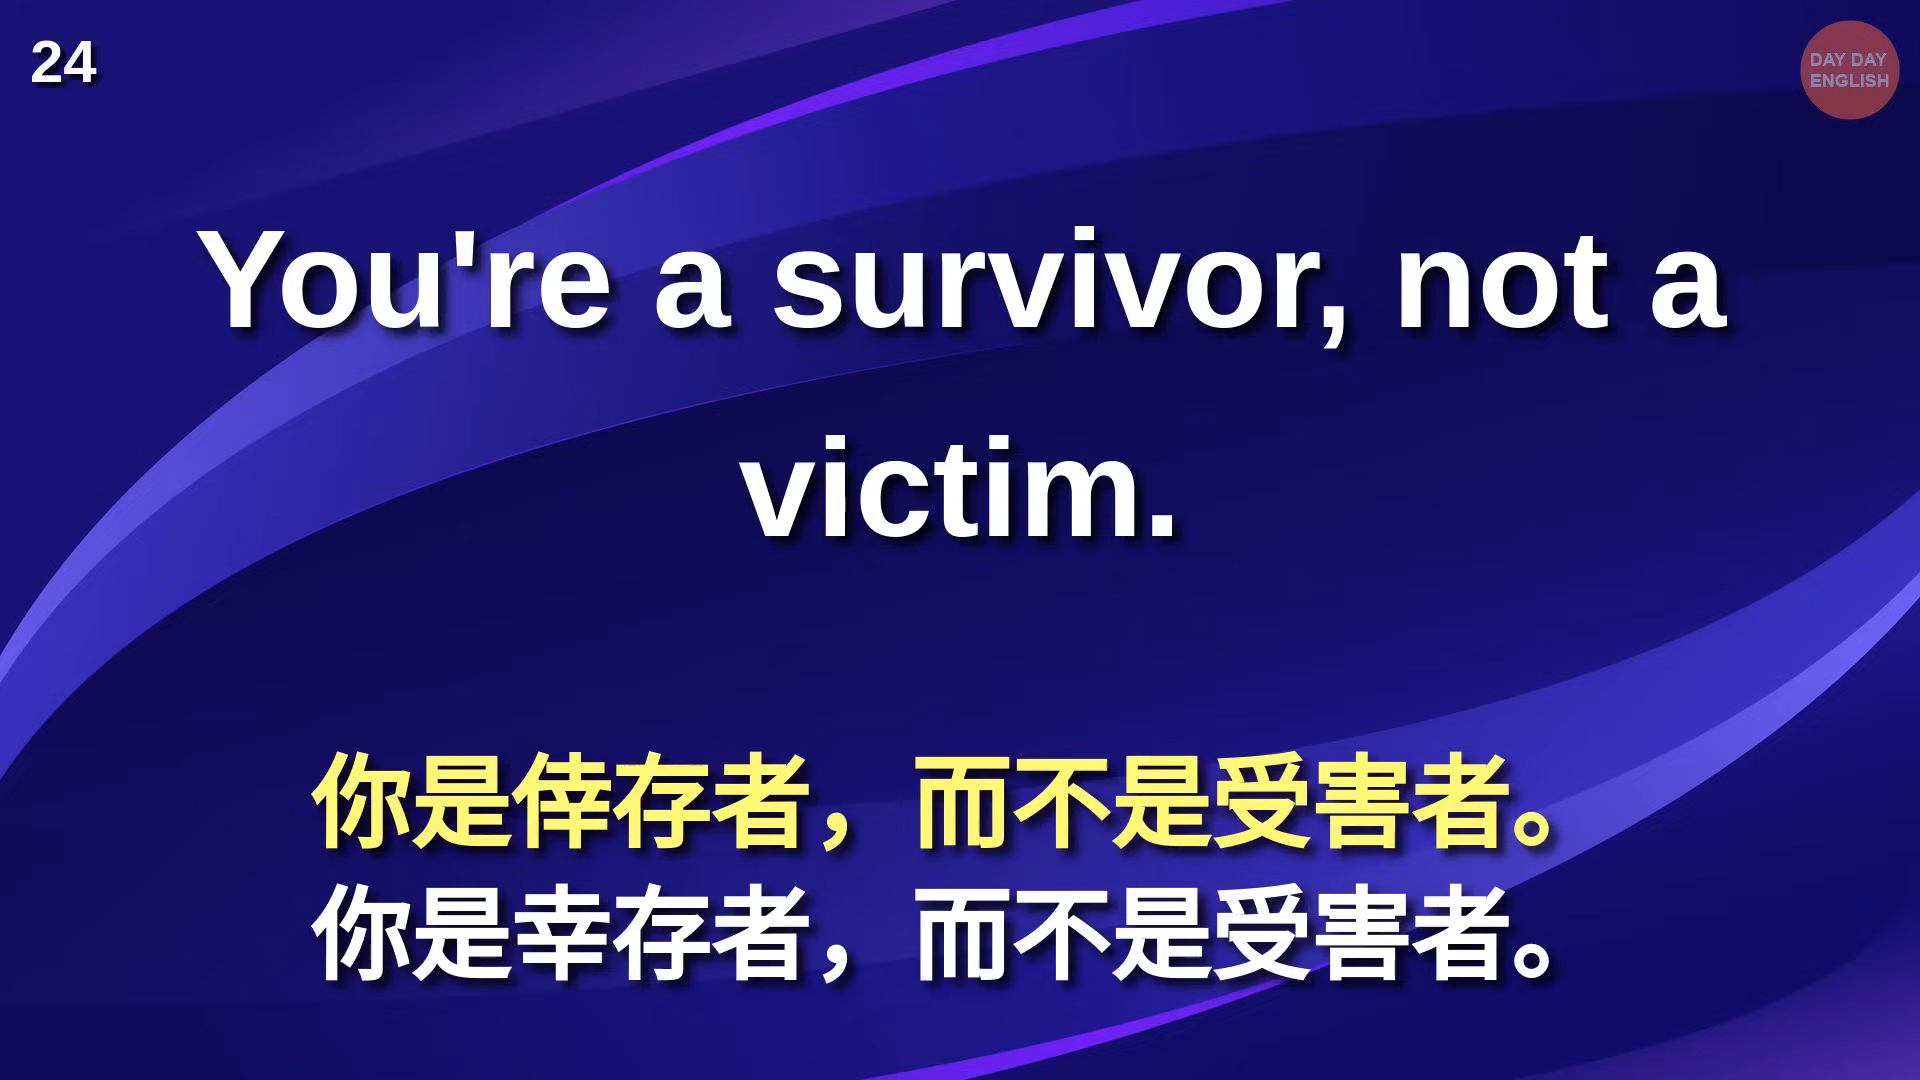 24
DAY DAY
ENGLISH
You're a survivor, not a
victim.
你是倖存者，而不是受害者。
你是幸存者，而不是受害者。